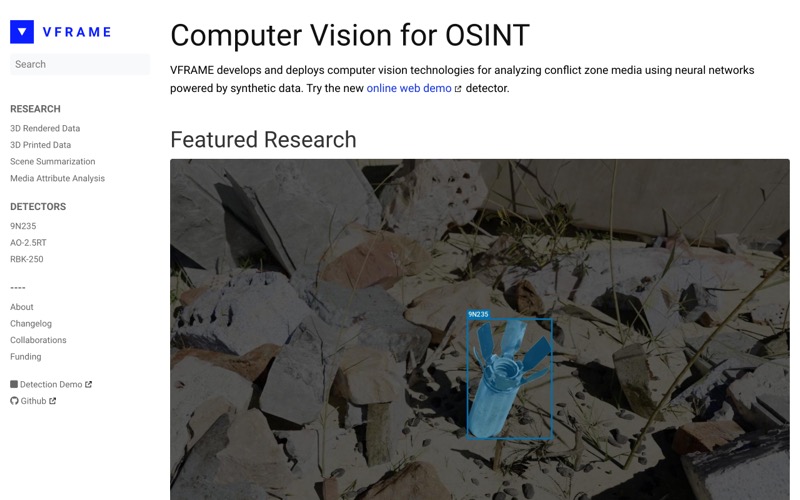 VFRAME
Search
RESEARCH
3D Rendered Data
3D Printed Data
Scene Summarization
Media Attribute Analysis
DETECTORS
9N235
AO-2.5RT
RBK-250
----
About
Changelog
Collaborations
Funding
Detection Demo
Github
Computer Vision for OSINT
VFRAME develops and deploys computer vision technologies for analyzing conflict zone media using neural networks
powered by synthetic data. Try the new online web demo detector.
Featured Research
9N235